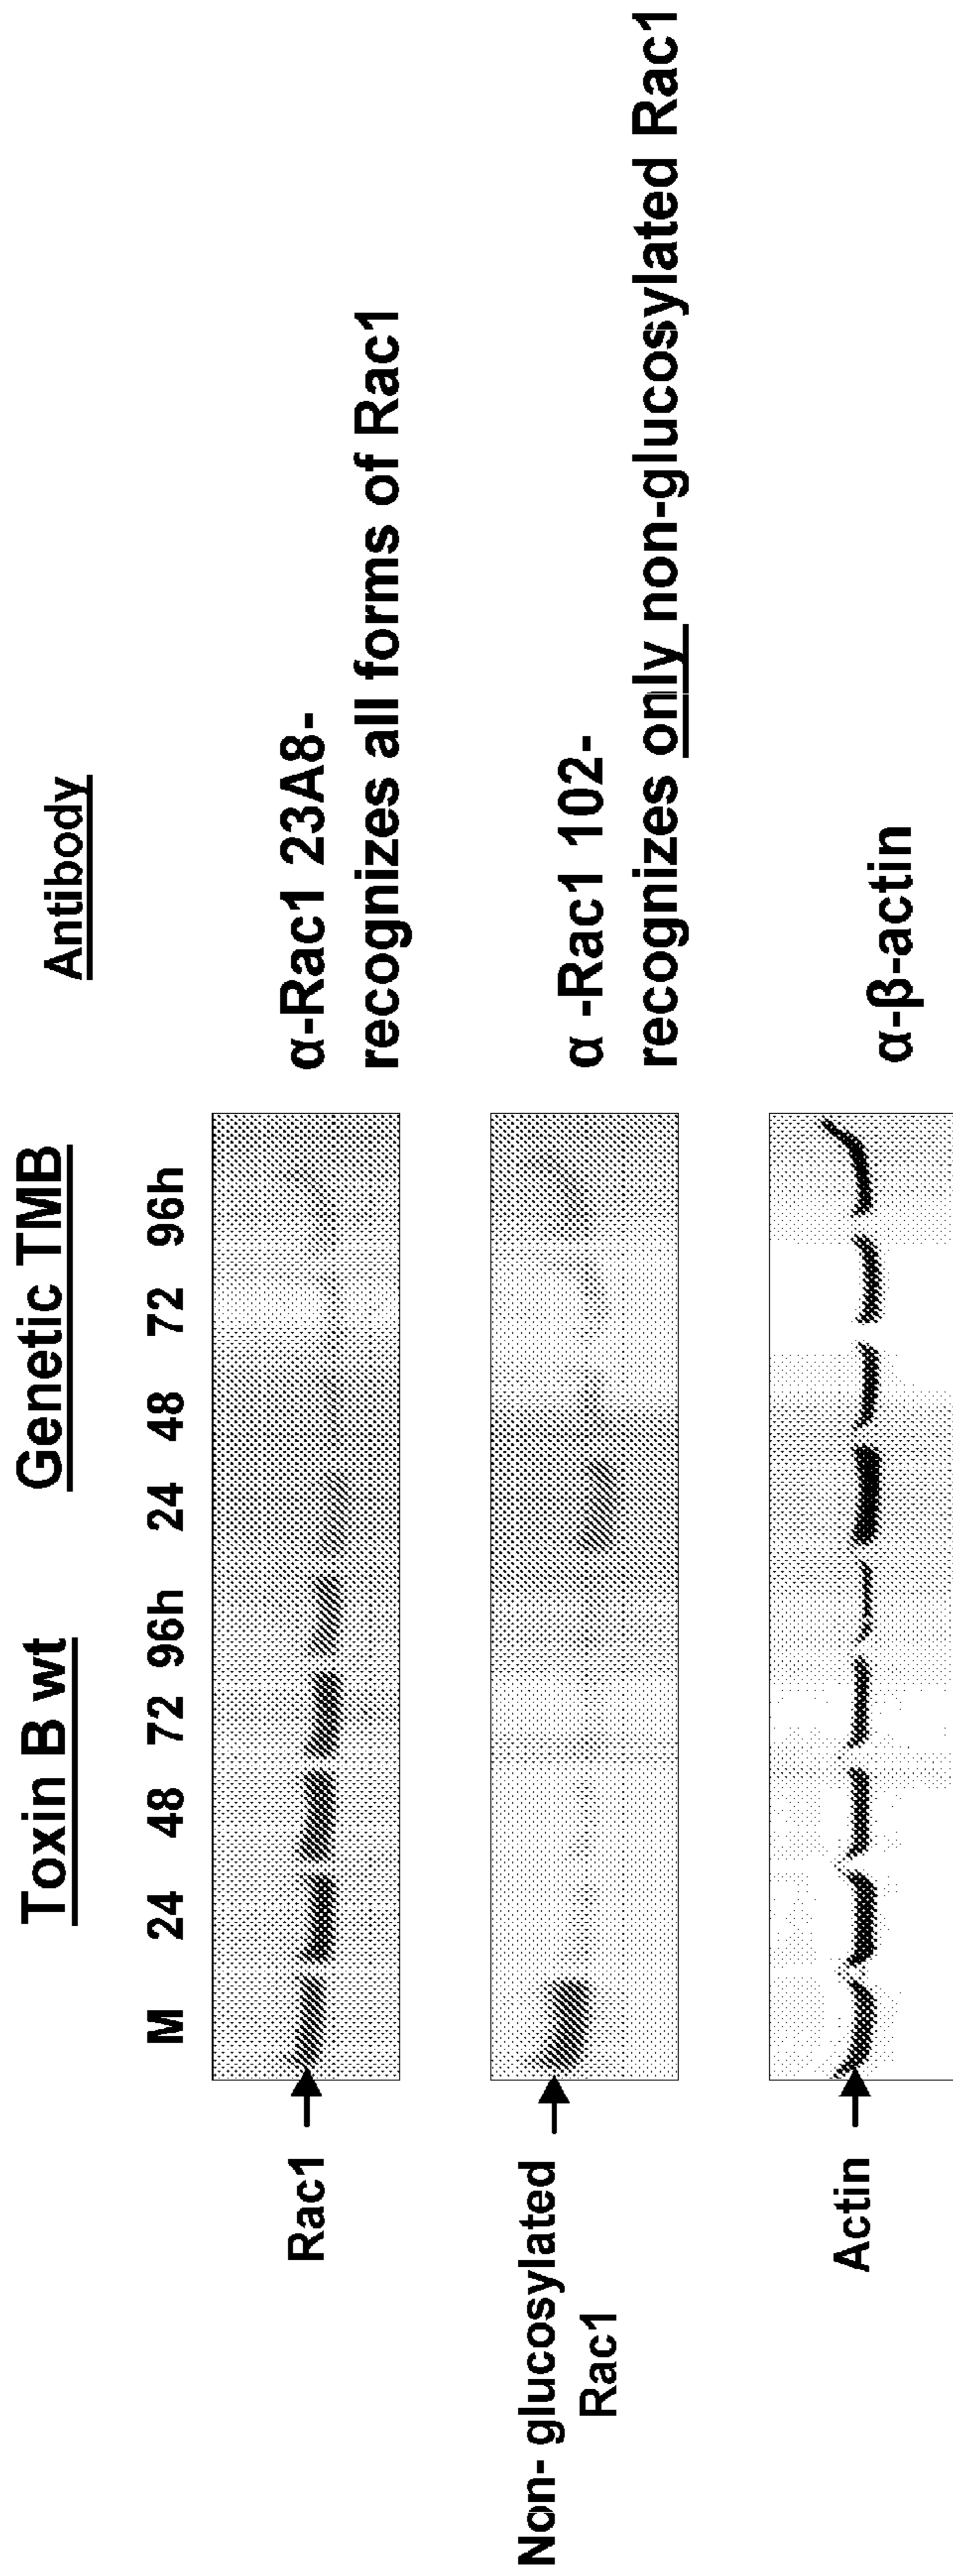 Toxin B wt Genetic TMB Antibody
M 24 48 72 96h 24 48 72 96h
Rac1
α-Rac1 23A8-
recognizes all forms of Rac1
Non- glucosylated
Rac1
α -Rac1 102-
recognizes only non-glucosylated Rac1
Actin
α-β-actin